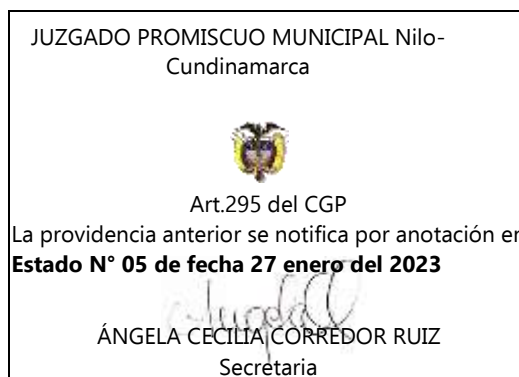 JUZGADO PROMISCUO MUNICIPAL Nilo-
Cundinamarca
Art.295 del CGP
La providencia anterior se notifica por anotación en
Estado N° 05 de fecha 27 enero del 2023
ÁNGELA CECILIA CORREDOR RUIZ
Secretaria